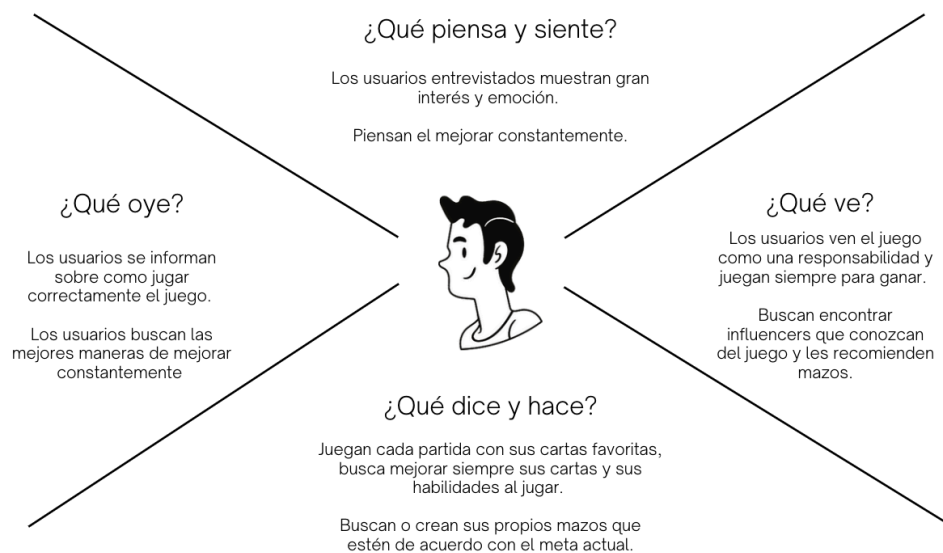 ¿Qué piensa y siente?
Los usuarios entrevistados muestran gran
interés y emoción.
Piensan el mejorar constantemente.
¿Qué oye?
Los usuarios se informan
sobre como jugar
correctamente el juego.
Los usuarios buscan las
mejores maneras de mejorar
constantemente
¿Qué ve?
Los usuarios ven el juego
como una responsabilidad y
juegan siempre para ganar.
Buscan encontrar
influencers que conozcan
del juego y les recomienden
mazos.
¿Qué dice y hace?
Juegan cada partida con sus cartas favoritas,
busca mejorar siempre sus cartas y sus
habilidades al jugar.
Buscan o crean sus propios mazos que
estén de acuerdo con el meta actual.